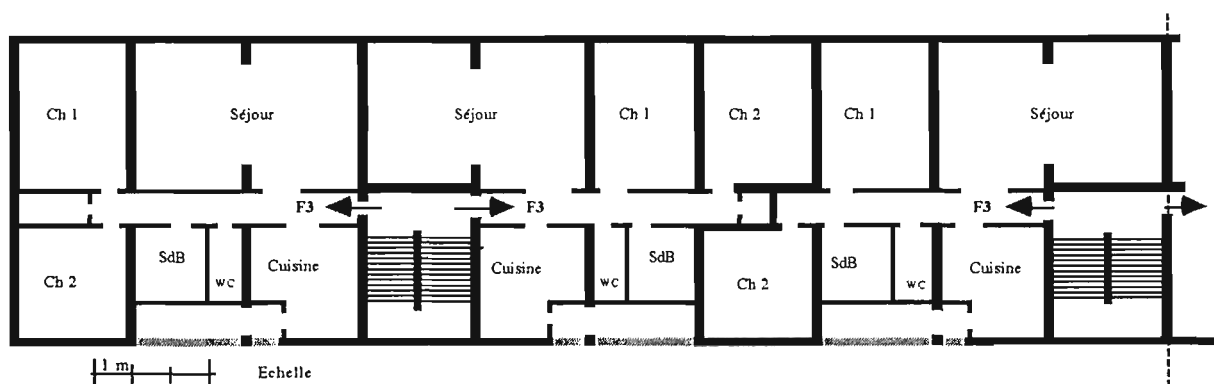 Ch 1
Séjour
Séjour
Ch 1
Ch 2
Ch 1
Séjour
F3
F3
F3
Ch 2
SdB
wc
Cuisine
Cuisine
wc
SdB
Ch 2
SdB
wc
Cuisine
1 m
Echelle